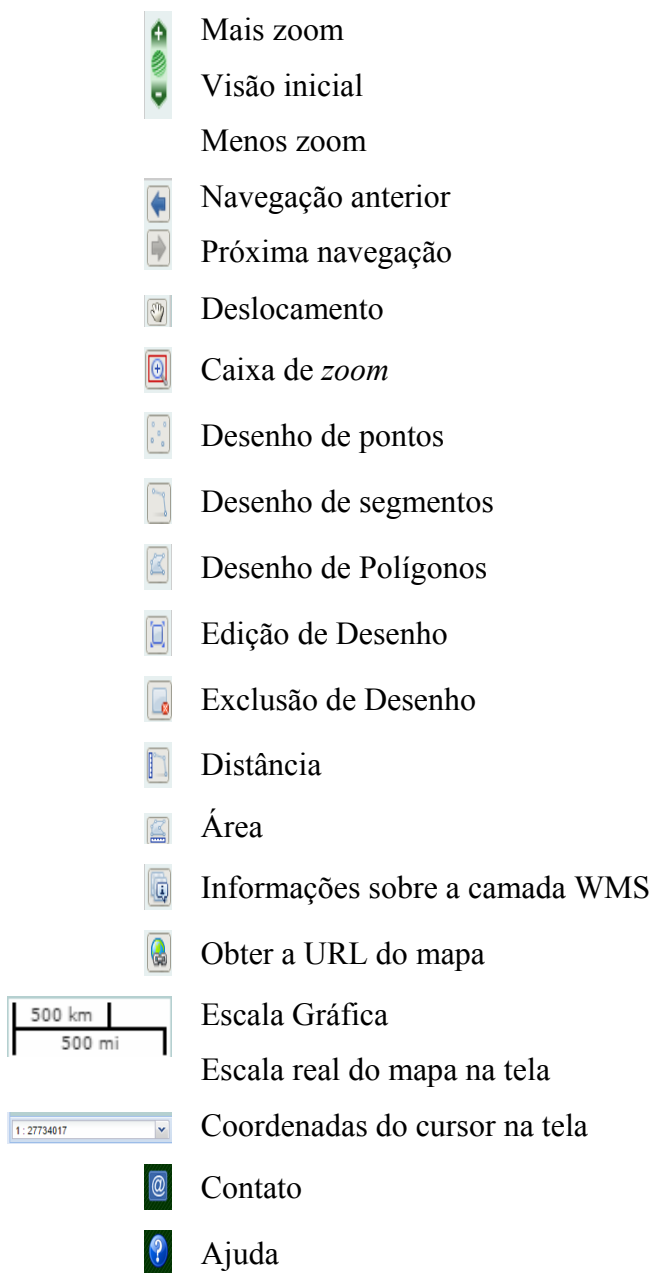 Mais zoom
Visão inicial
Menos zoom
Navegação anterior
Próxima navegação
Deslocamento
Caixa de zoom
Desenho de pontos
Desenho de segmentos
Desenho de Polígonos
Edição de Desenho
Exclusão de Desenho
Distância
Área
Informações sobre a camada WMS
Obter a URL do mapa
500 km
500 mi
Escala Gráfica
Escala real do mapa na tela
1 : 27734017
Coordenadas do cursor na tela
@ Contato
? Ajuda